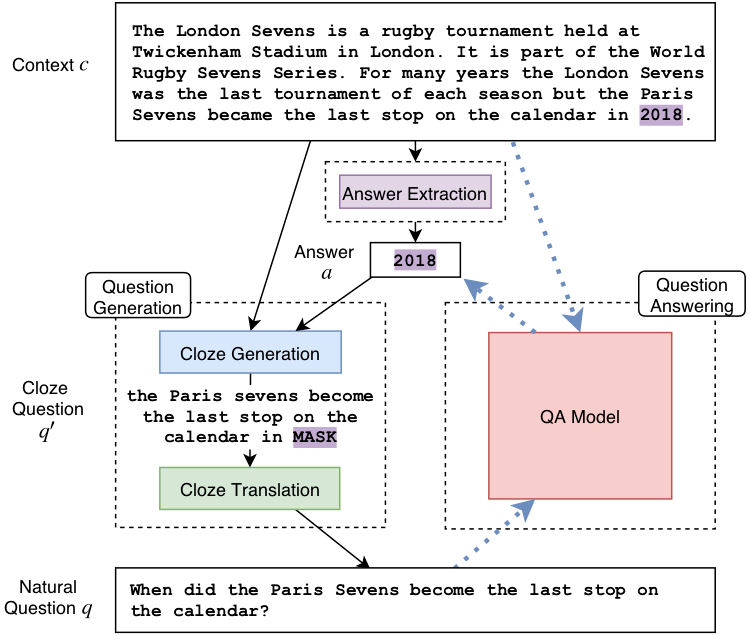 Context c
The London Sevens is a rugby tournament held at
Twickenham Stadium in London. It is part of the World
Rugby Sevens Series. For many years the London Sevens
was the last tournament of each season but the Paris
Sevens became the last stop on the calendar in 2018.
Answer Extraction
Answer
a
2018
Question
Generation
Question
Answering
Cloze Generation
Cloze
Question
q′
the Paris sevens become
the last stop on the
calendar in MASK
QA Model
Cloze Translation
Natural
Question q
When did the Paris Sevens become the last stop on
the calendar?